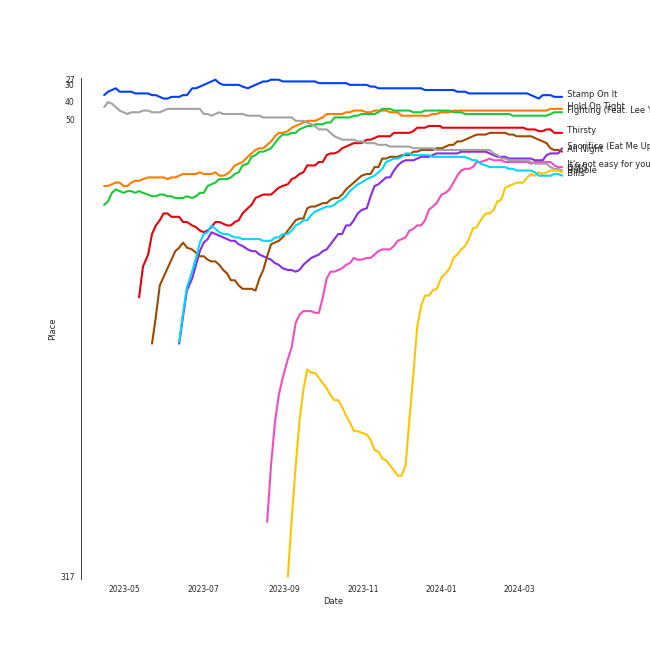 27
30
40
50
317
Place
Stamp On It
Hold On Tight
Fighting (Feat. Lee Y
Thirsty
Sacrifice (Eat Me Up
All Night
It's not easy for you
Bills
2023-05
2023-07
2023-09
2023-11
2024-01
2024-03
Date